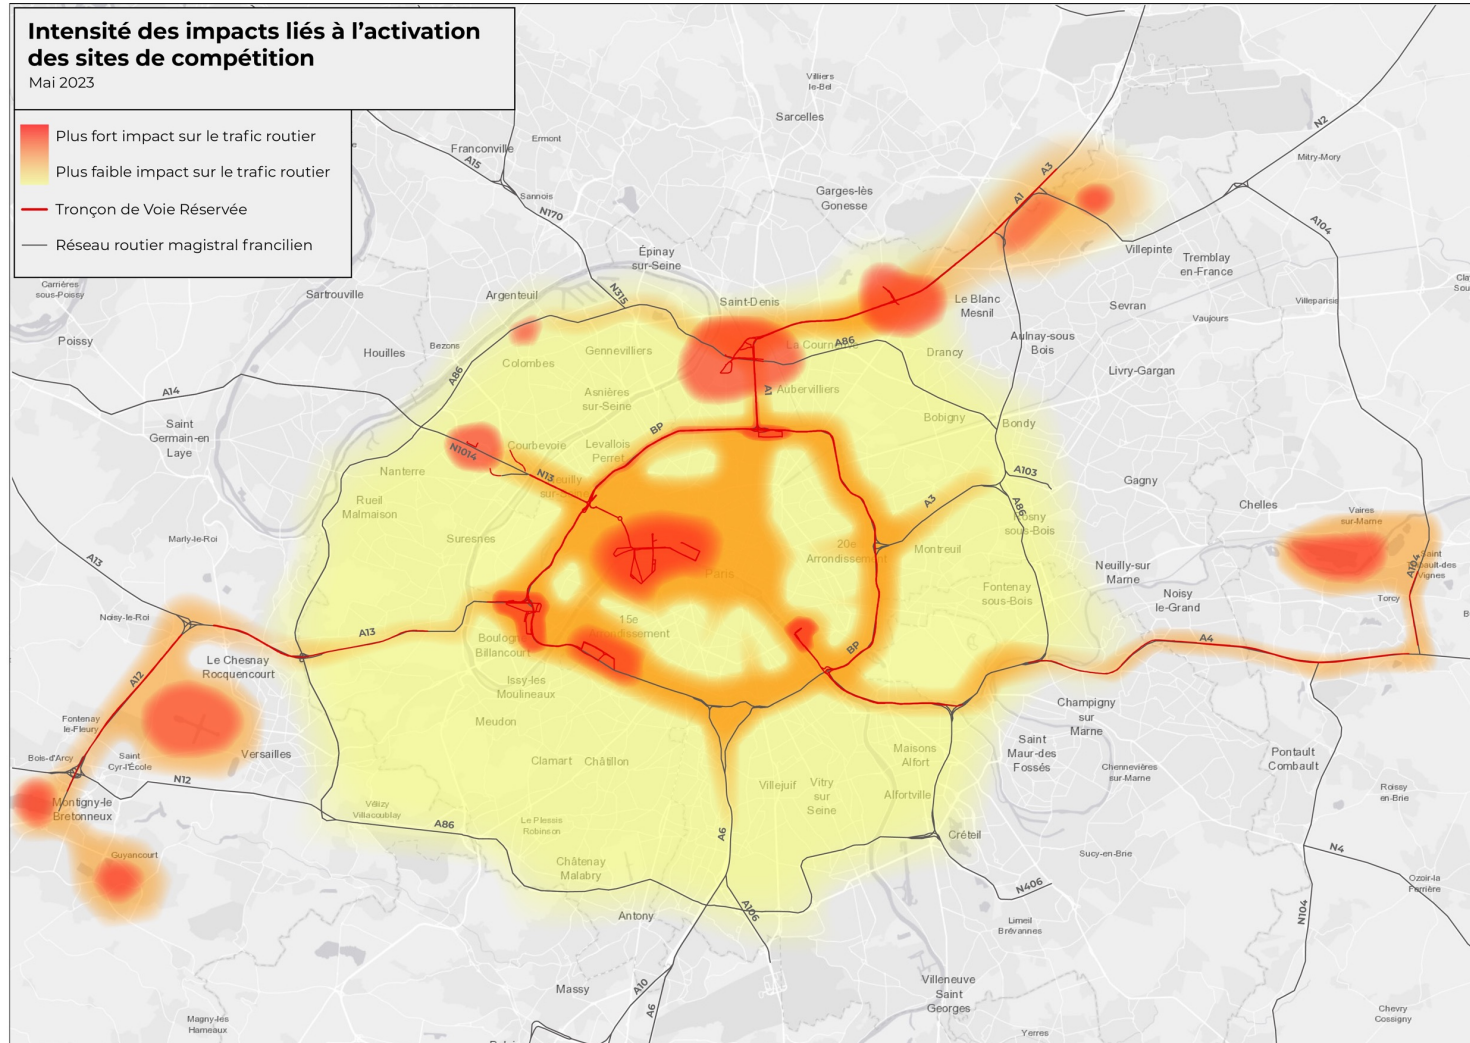 Intensité des impacts liés à l'activation
des sites de compétition
Mai 2023
Plus fort impact sur le trafic routier
Plus faible impact sur le trafic routier
Tronçon de Voie Réservée
Réseau routier magistral francilien
Villiers
le-Bel
Sarcelles
Ermont
Franconville
A15
Sannois
N170
Garges-lès
Gonesse
A3
A1
N2
Mitry-Mory
A104
Villepinte
Tremblay
en-France
Épinay
sur-Seine
Carrières
sous-Poissy
Sartrouville
Argenteuil
N315
Saint-Denis
Le Blanc
Mesnil
Sevran
Villeparisis
Vaujours
Poissy
Houilles
Bezons
Colombes
Gennevilliers
La Courneuve
A86
Drancy
Aulnay-sous
Bois
Livry-Gargan
A86
A14
Asnières
sur-Seine
A1
Aubervilliers
Bobigny
Bondy
Saint
Germain-en
Laye
BP
Courbevoie
Levallois
Perret
N1014
N13
Nanterre
A103
Gagny
Rueil
Malmaison
A3
A86
Chelles
Vaires
sur-Marne
Marly-le-Roi
Suresnes
20e
Arrondissement
Montreuil
Paris
A13
Neuilly-sur
Marne
A104
Fontenay
sous-Bois
Noisy
le-Grand
Torcy
Noisy-le-Roi
A13
15e
Boulogne
Billancourt
BP
A4
Le Chesnay
Rocquencourt
A12
Issy-les
Moulineaux
Fontenay
le-Fleury
Meudon
Champigny
sur
Marne
Bois-d'Arcy
Saint
Cyr-l'École
Versailles
Clamart
Châtillon
Maisons
Alfort
Saint
Maur-des
Fossés
Chennevières
sur-Marne
Pontault
Combault
N12
Villejuif
Vitry
sur
Seine
Alfortville
Roissy
en-Brie
Montigny-le
Bretonneux
Vélizy
Villacoublay
A86
Le Plessis
Robinson
A6
Créteil
Guyancourt
Châtenay
Malabry
Sucy-en-Brie
N4
N406
Ozoir-la
Ferrière
Antony
A106
Limeil
Brévannes
N104
Massy
A10
A6
Villeneuve
Saint
Georges
Magny-les
Hameaux
Yerres
Chevry
Cossigny